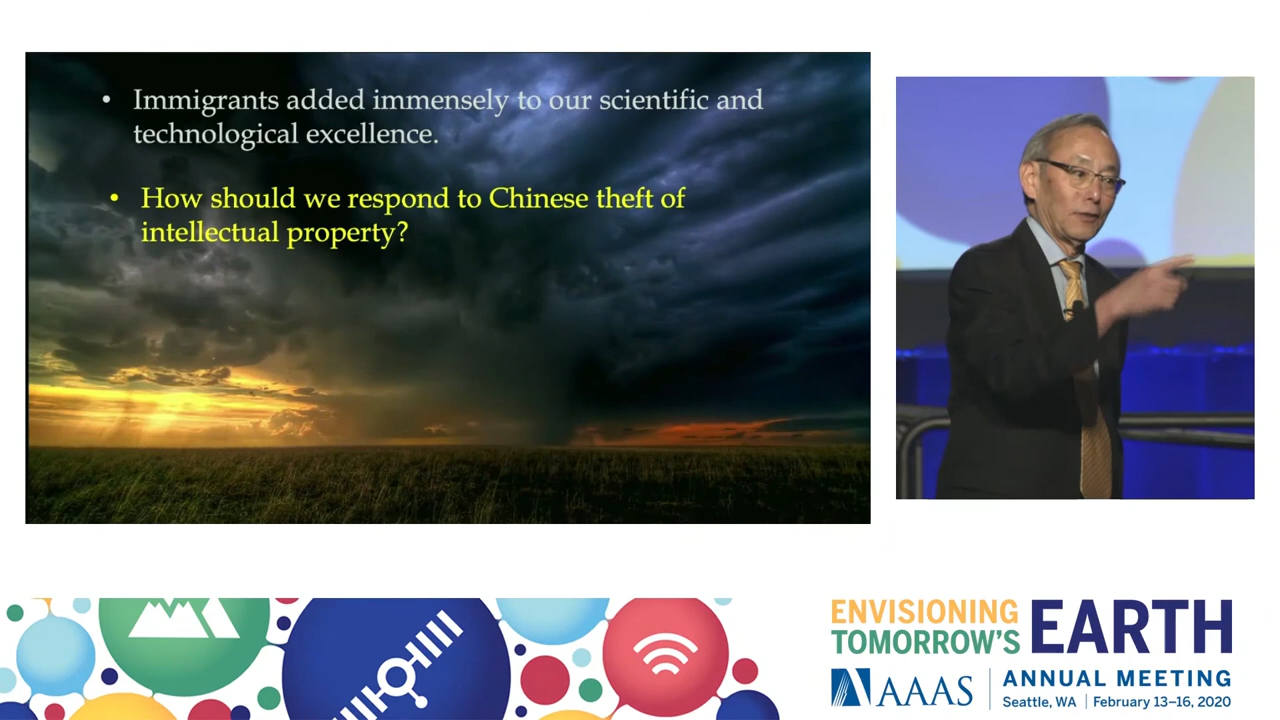 • Immigrants added immensely to our scientific and
technological excellence.
• How should we respond to Chinese theft of
intellectual property?
ENVISIONING
TOMORROW'S
EARTH
AAAS
ANNUAL MEETING
Seattle, WA | February 13–16, 2020